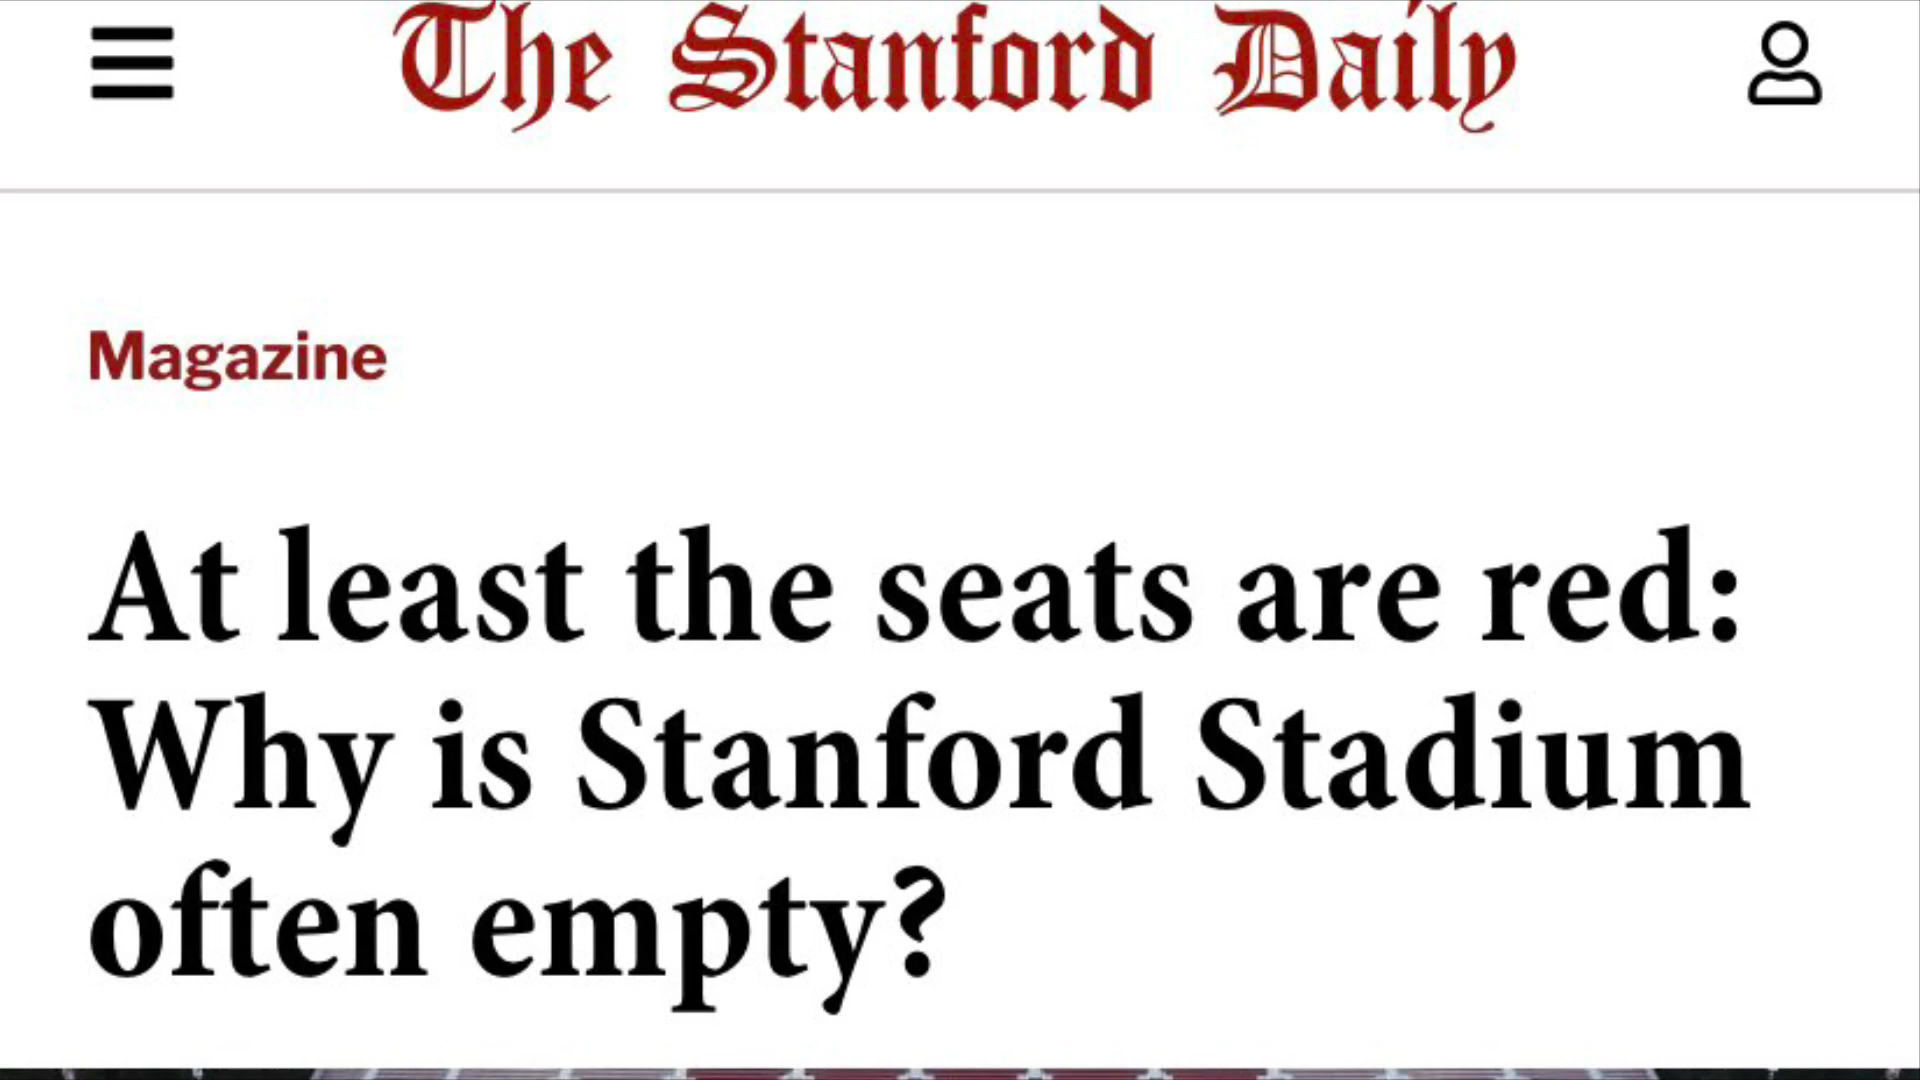 The Stanford Daily
Magazine
At least the seats are red:
Why is Stanford Stadium
often empty?